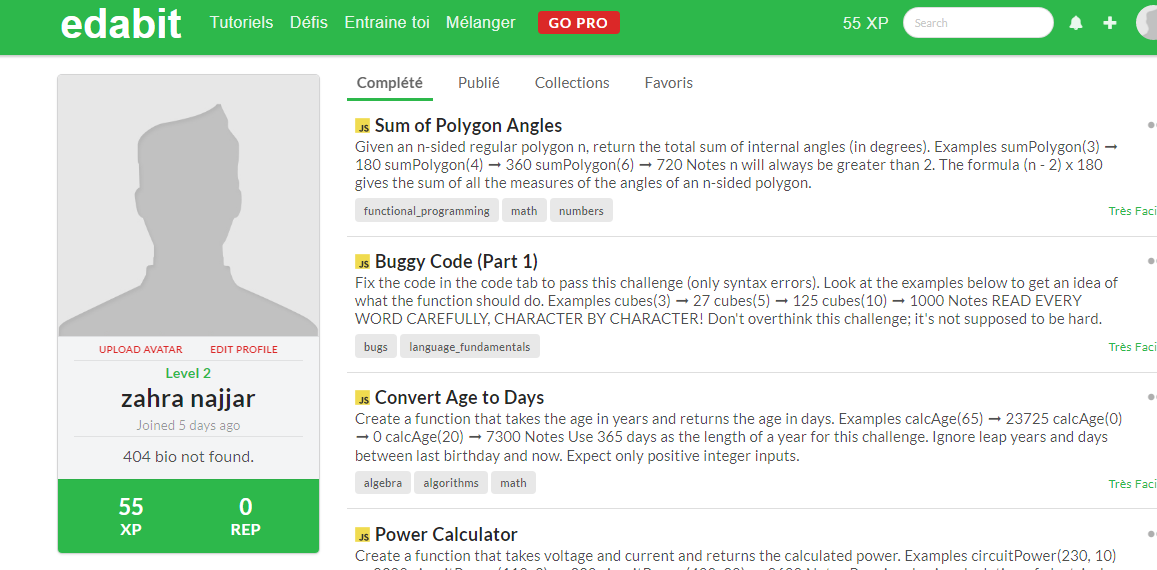 edabit Tutoriels Défis Entraine toi Mélanger GO PRO 55 XP Search
Complété Publié Collections Favoris
JS Sum of Polygon Angles
Given an n-sided regular polygon n, return the total sum of internal angles (in degrees). Examples sumPolygon(3) →
180 sumPolygon(4) → 360 sumPolygon(6) → 720 Notes n will always be greater than 2. The formula (n - 2) x 180
gives the sum of all the measures of the angles of an n-sided polygon.
functional_programming math numbers
Très Faci
JS Buggy Code (Part 1)
Fix the code in the code tab to pass this challenge (only syntax errors). Look at the examples below to get an idea of
what the function should do. Examples cubes(3) → 27 cubes(5) → 125 cubes(10) → 1000 Notes READ EVERY
WORD CAREFULLY, CHARACTER BY CHARACTER! Don't overthink this challenge; it's not supposed to be hard.
bugs language_fundamentals
Très Faci
JS Convert Age to Days
Create a function that takes the age in years and returns the age in days. Examples calcAge(65) → 23725 calcAge(0)
→ 0 calcAge(20) → 7300 Notes Use 365 days as the length of a year for this challenge. Ignore leap years and days
between last birthday and now. Expect only positive integer inputs.
algebra algorithms math
Très Faci
JS Power Calculator
Create a function that takes voltage and current and returns the calculated power. Examples circuitPower(230, 10)
UPLOAD AVATAR EDIT PROFILE
Level 2
zahra najjar
Joined 5 days ago
404 bio not found.
55 0
XP REP